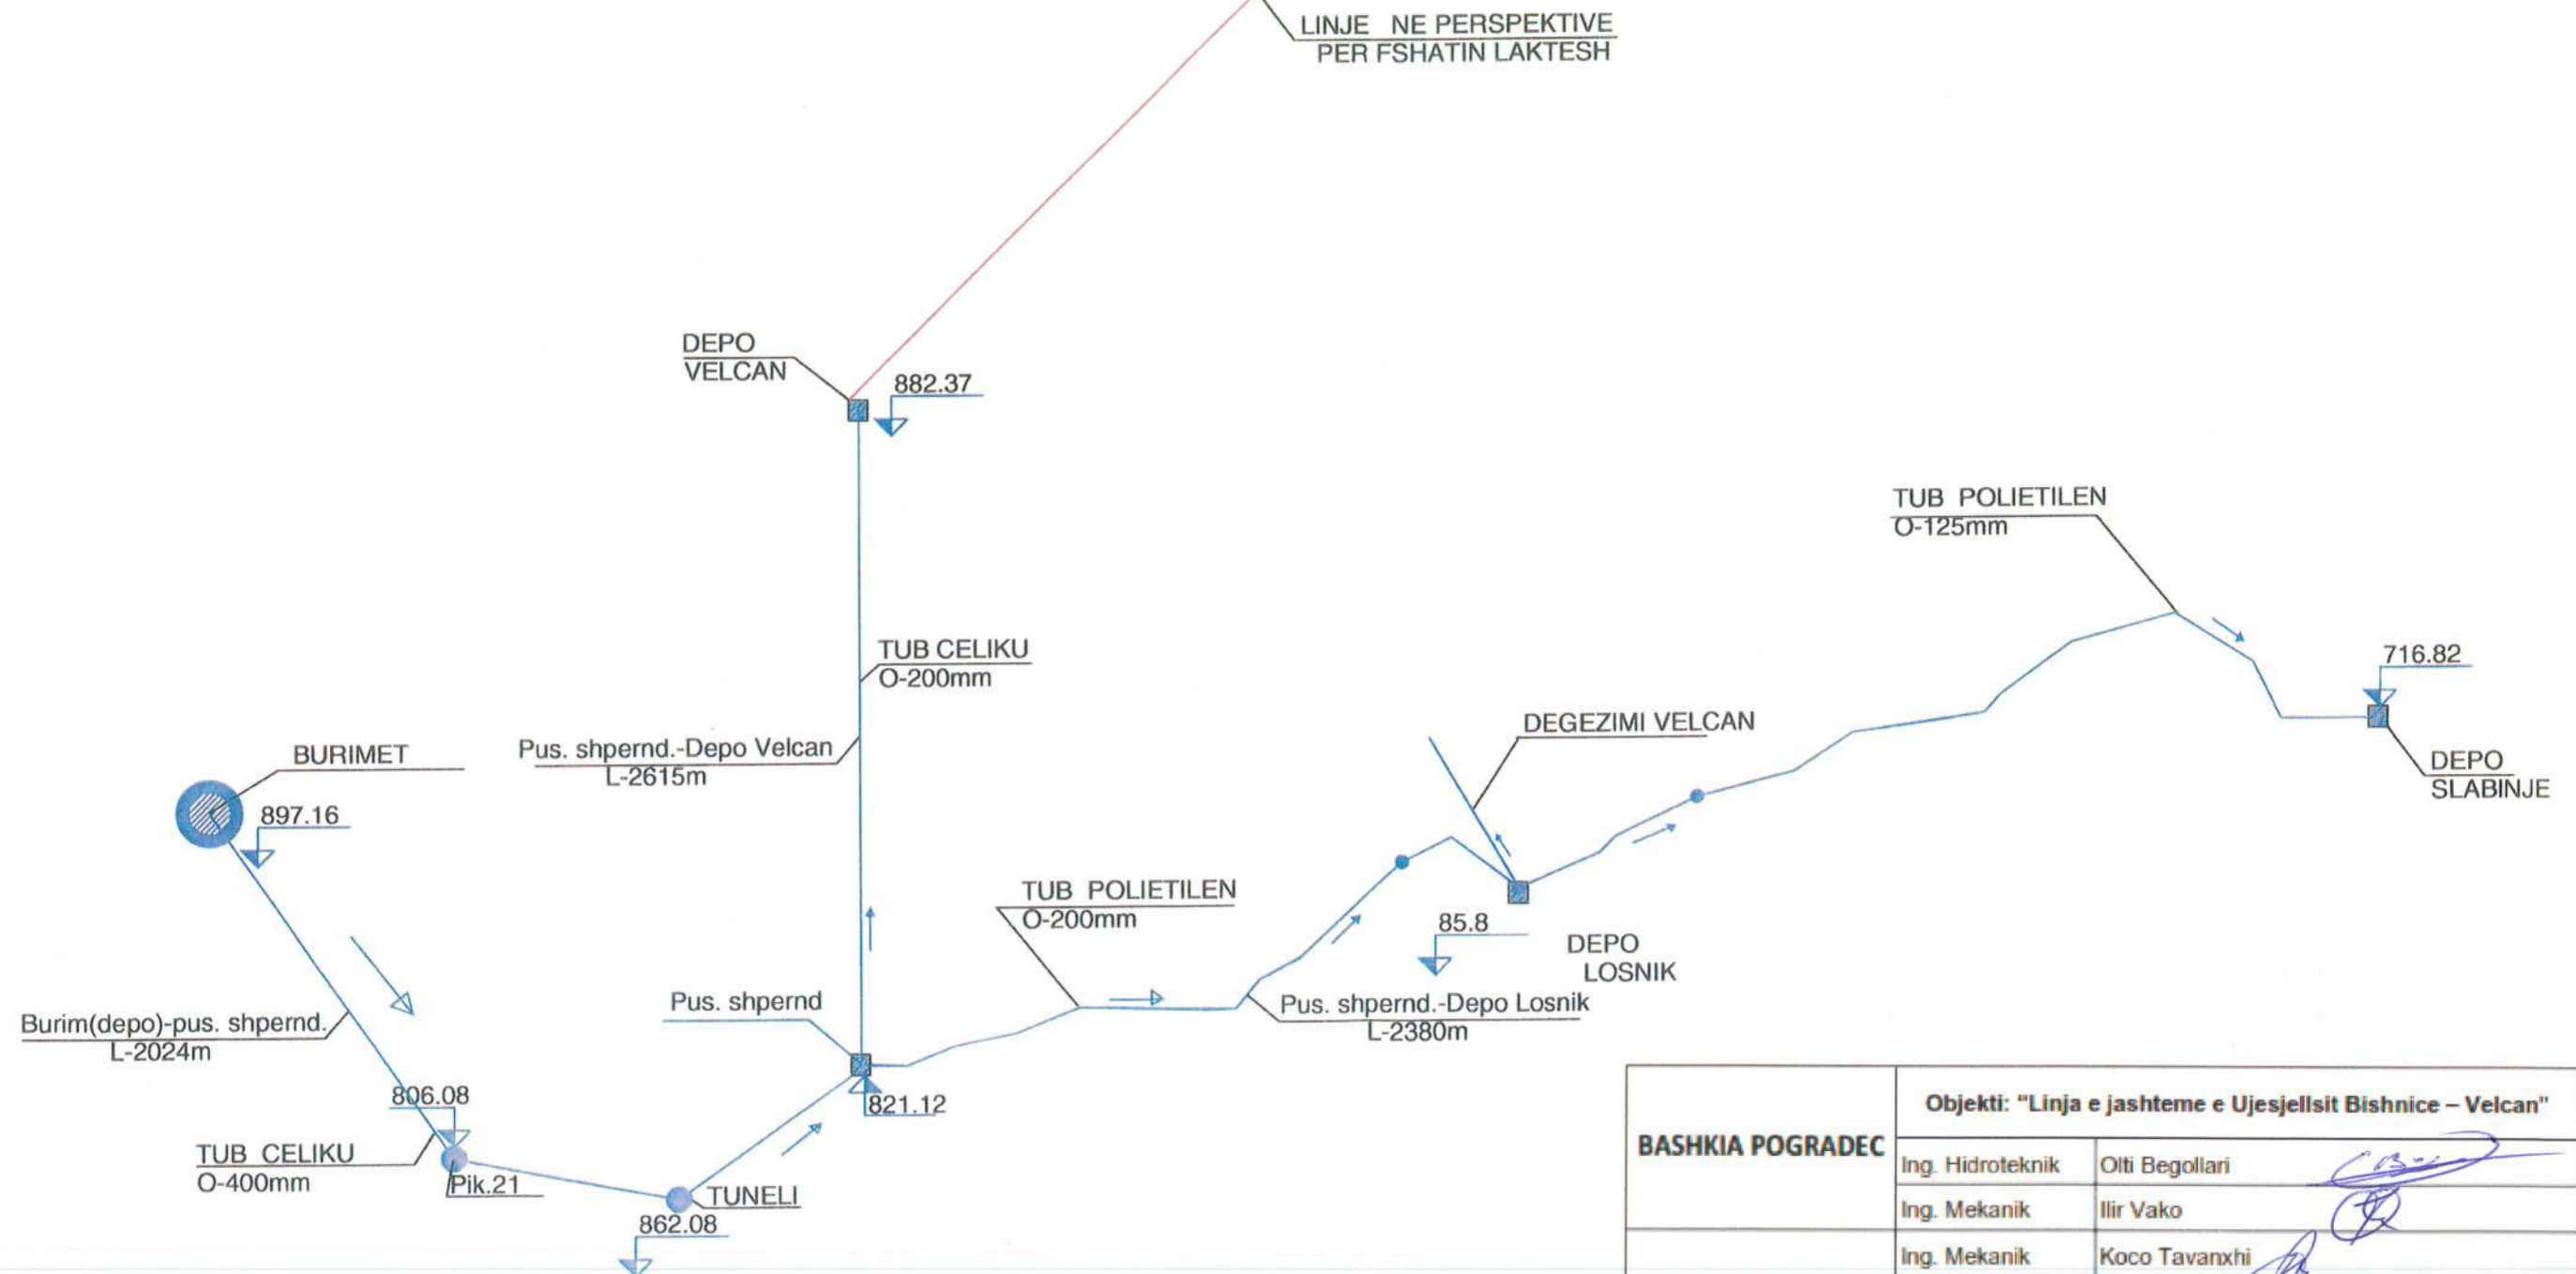 LINJE NE PERSPEKTIVE
PER FSHATIN LAKTESH
DEPO
VELCAN
882.37
TUB POLIETILEN
O-125mm
TUB CELIKU
O-200mm
716.82
DEPO
SLABINJE
DEGEZIMI VELCAN
Pus. shpernd.-Depo Velcan
L-2615m
BURIMET
897.16
TUB POLIETILEN
O-200mm
85.8
DEPO
LOSNIK
Pus. shpernd
Pus. shpernd.-Depo Losnik
L-2380m
Burim(depo)-pus. shpernd.
L-2024m
806.08
821.12
TUB CELIKU
O-400mm
Pik.21
TUNELI
862.08
BASHKIA POGRADEC
Objekti: “Linja e jashteme e Ujesjellsit Bishnice – Velcan”
Ing. Hidroteknik Olti Begollari
Ing. Mekanik Ilir Vako
Ing. Mekanik Koco Tavanxhi